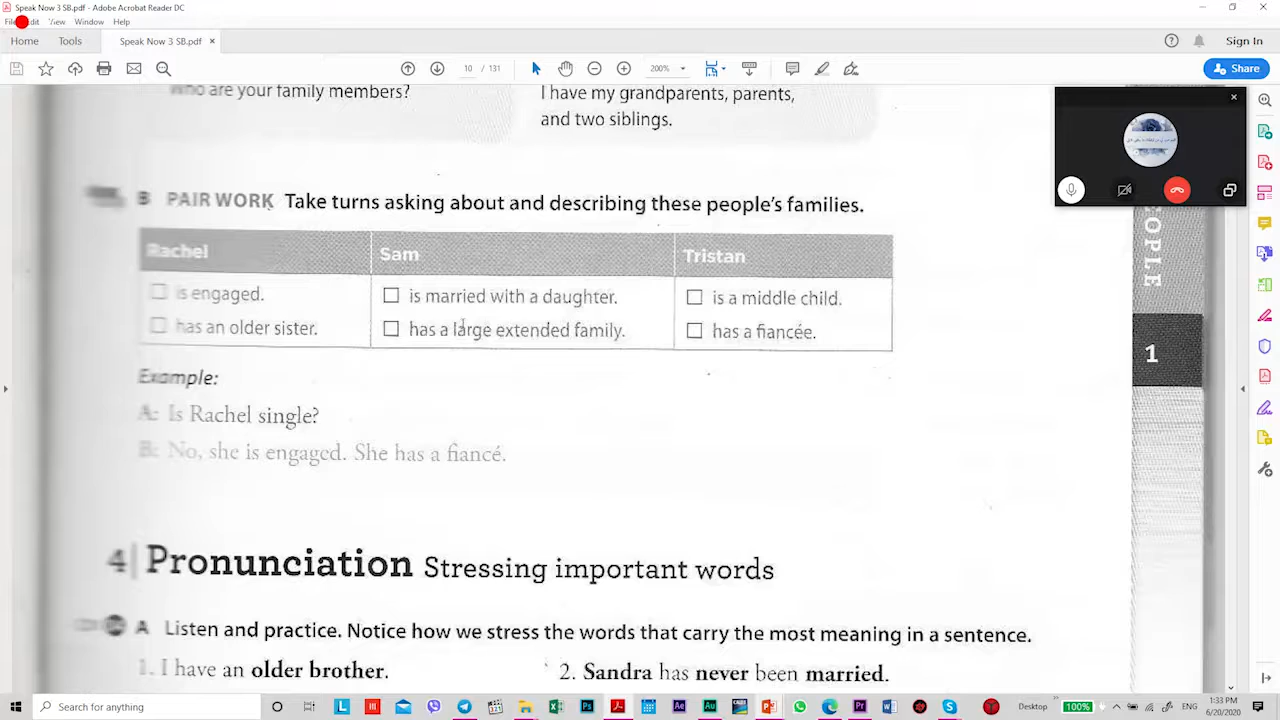 Speak Now 3 SB.pdf - Adobe Acrobat Reader DC
View Window Help
Home Tools Speak Now 3 SB.pdf × Sign In
10 / 131 200% Share
Who are your family members? I have my grandparents, parents,
and two siblings.
B PAIR WORK Take turns asking about and describing these people's families.
Rachel Sam Tristan
is engaged. is married with a daughter. is a middle child.
has an older sister. has a large extended family. has a fiancée.
Example:
A: Is Rachel single?
B: No, she is engaged. She has a fiancé.
4 Pronunciation Stressing important words
A Listen and practice. Notice how we stress the words that carry the most meaning in a sentence.
1. I have an older brother. 2. Sandra has never been married.
EOPLE
1
Search for anything
Desktop 100% ENG 1:33 PM
6/20/2020